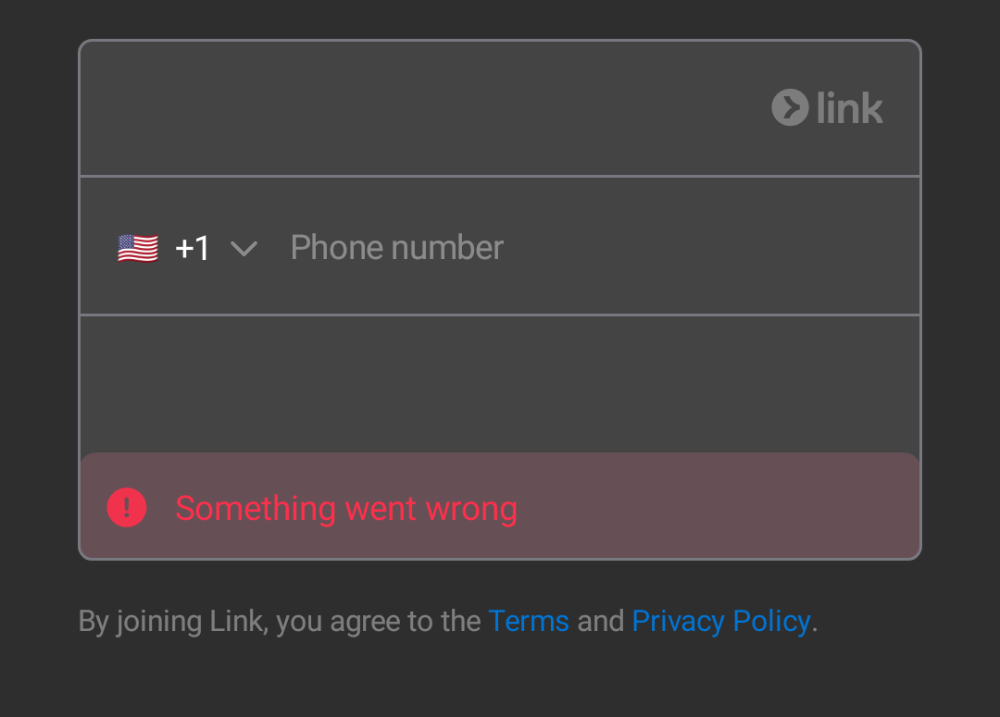 link
+1 Phone number
Something went wrong
By joining Link, you agree to the Terms and Privacy Policy.